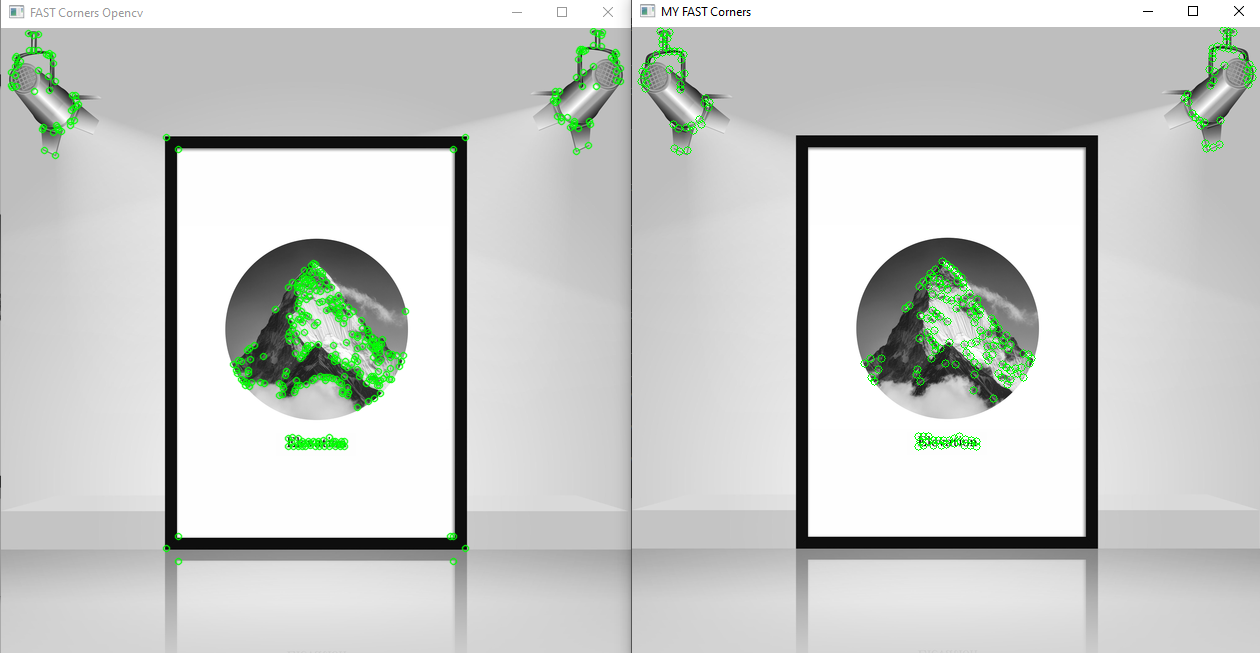 FAST Corners Opencv
MY FAST Corners
Elevation
Elevation